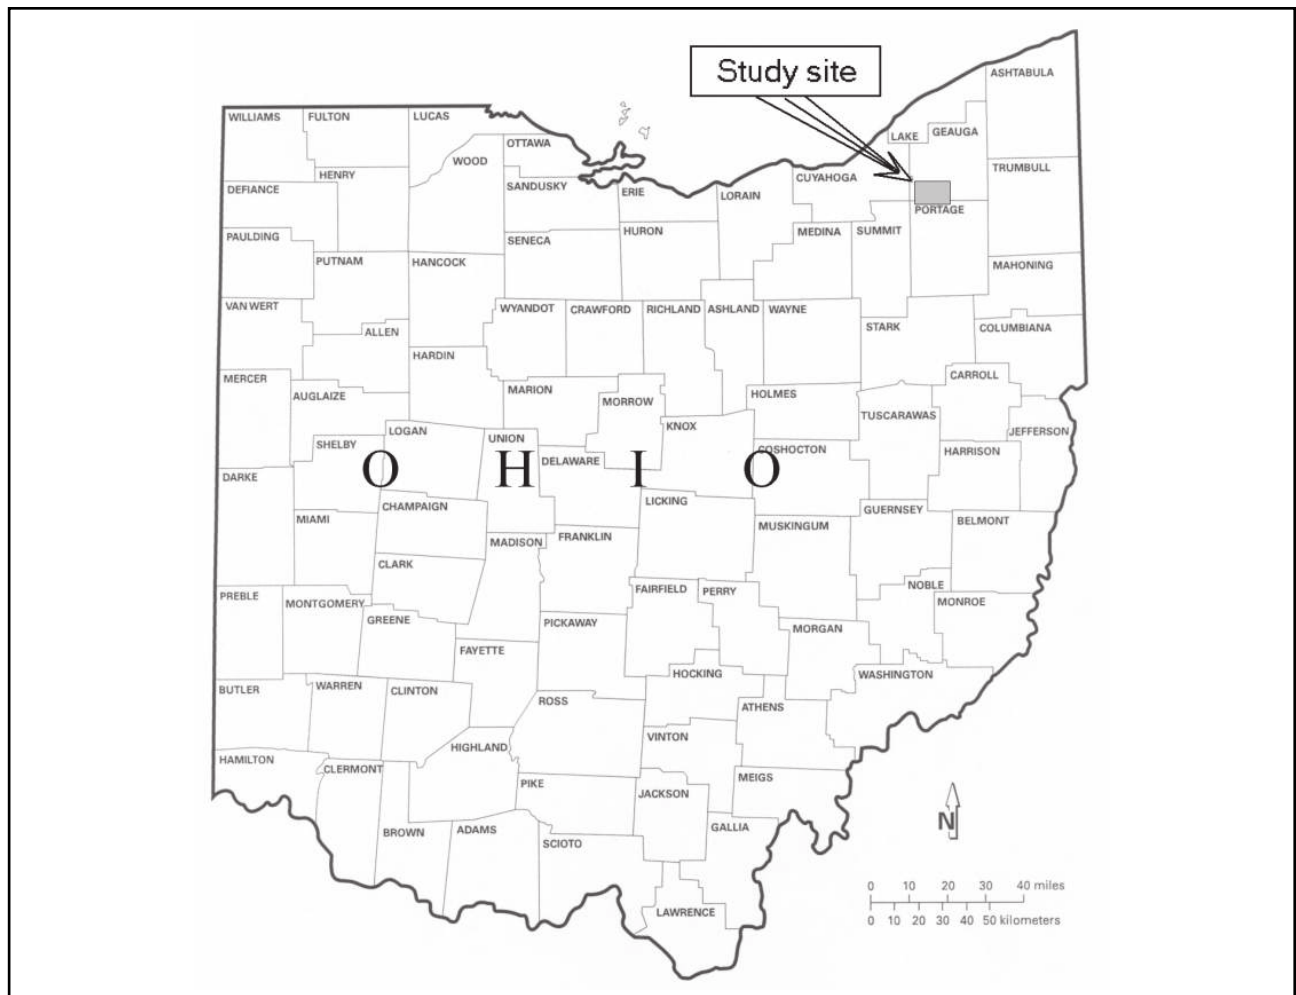 Study site
ASHTABULA
LAKE
GEAUGA
WILLIAMS
FULTON
LUCAS
OTTAWA
WOOD
TRUMBULL
HENRY
CUYAHOGA
DEFIANCE
SANDUSKY
ERIE
LORAIN
PORTAGE
PAULDING
SENECA
HURON
MEDINA
SUMMIT
PUTNAM
HANCOCK
MAHONING
VAN WERT
WYANDOT
CRAWFORD
RICHLAND
ASHLAND
WAYNE
STARK
COLUMBIANA
ALLEN
HARDIN
MERCER
CARROLL
AUGLAIZE
MARION
MORROW
HOLMES
TUSCARAWAS
LOGAN
KNOX
JEFFERSON
SHELBY
UNION
COSHOCTON
HARRISON
DELAWARE
O H I O
DARKE
LICKING
CHAMPAIGN
GUERNSEY
MIAMI
MUSKINGUM
BELMONT
MADISON
FRANKLIN
CLARK
NOBLE
PREBLE
MONTGOMERY
FAIRFIELD
PERRY
MONROE
GREENE
PICKAWAY
MORGAN
FAYETTE
HOCKING
WASHINGTON
BUTLER
WARREN
CLINTON
ROSS
ATHENS
VINTON
HIGHLAND
HAMILTON
CLERMONT
PIKE
MEIGS
JACKSON
BROWN
ADAMS
GALLIA
SCIOTO
LAWRENCE
N
0 10 20 30 40 miles
0 10 20 30 40 50 kilometers